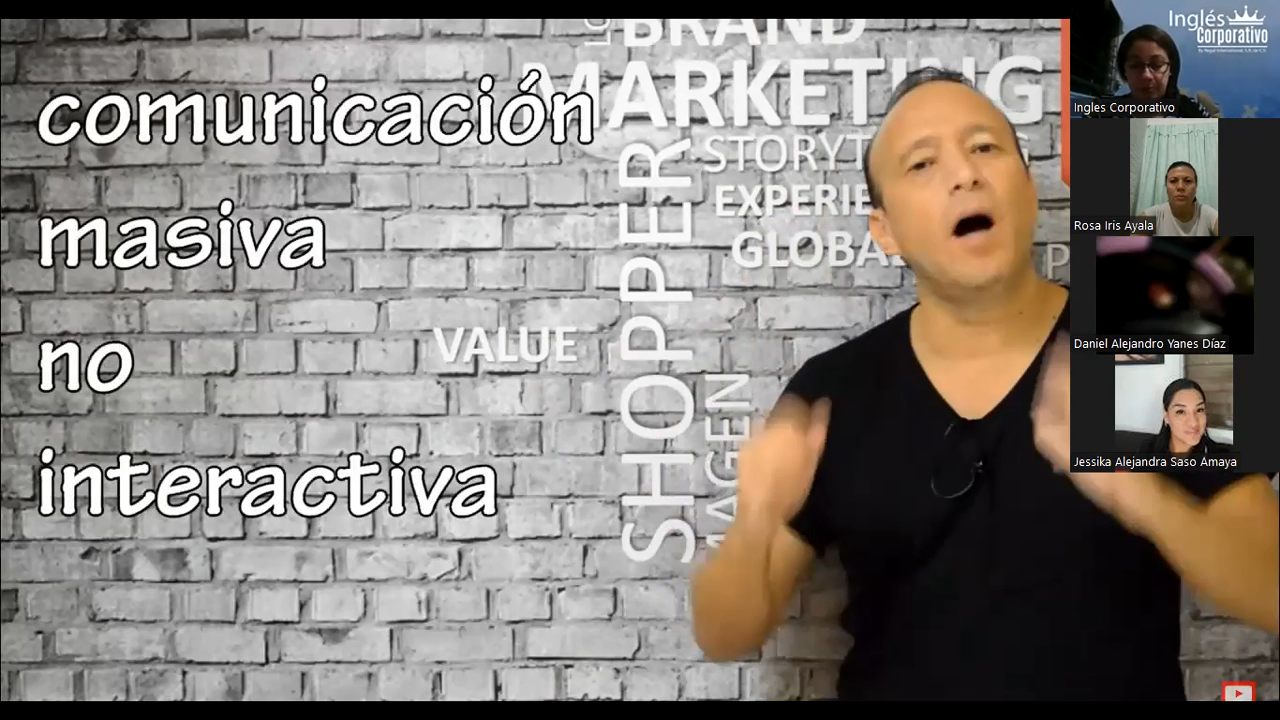 comunicación
masiva
no
interactiva
BRAND
MARKETING
STORYT
EXPERIE
GLOBAL
VALUE
SHOPPER
Inglés
Corporativo
Ingles Corporativo
Rosa Iris Ayala
Daniel Alejandro Yanes Díaz
Jessika Alejandra Saso Amaya